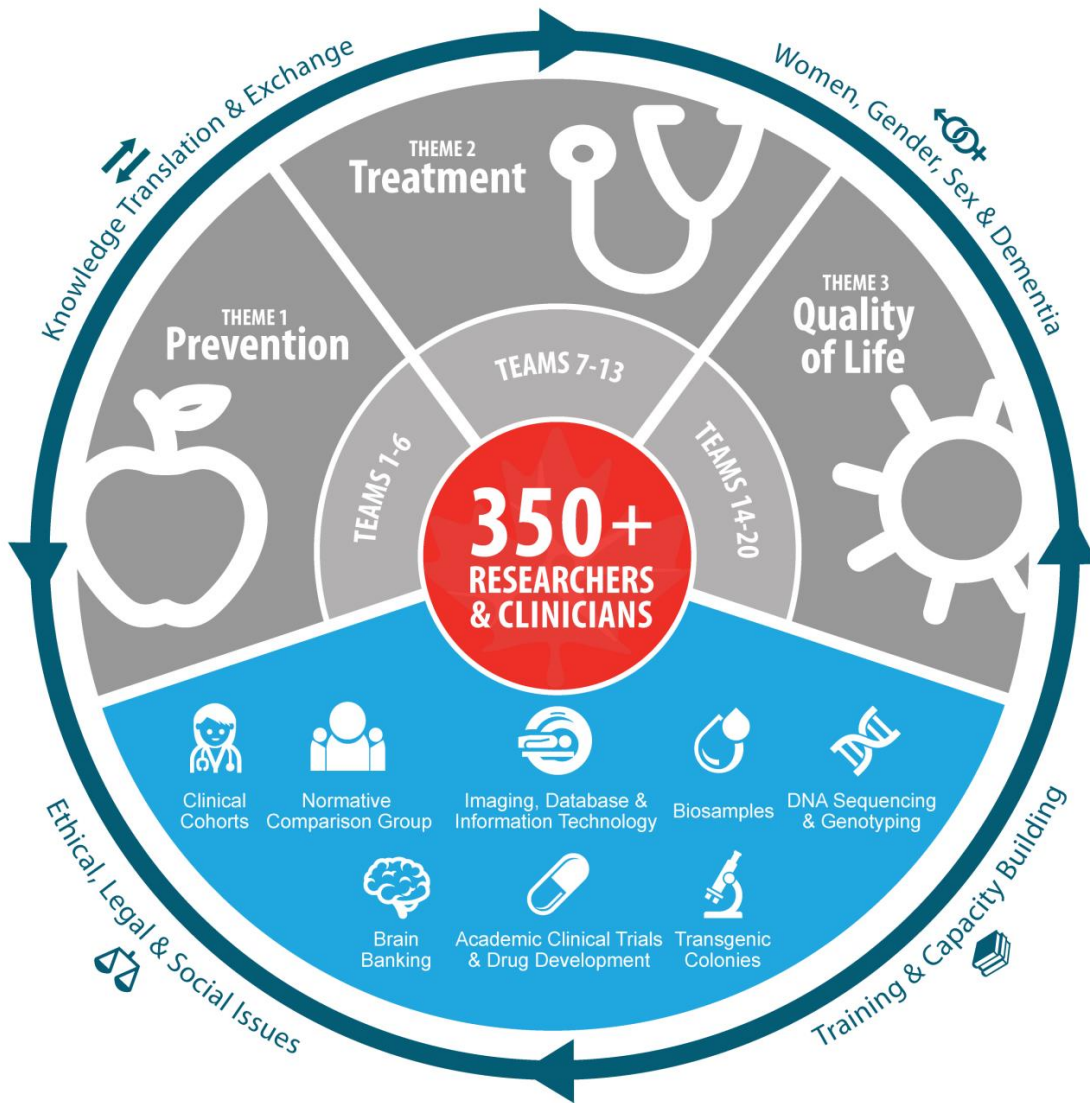 Knowledge Translation & Exchange
Women, Gender, Sex & Dementia
THEME 2
Treatment
THEME 1
Prevention
THEME 3
Quality
of Life
TEAMS 1-6
TEAMS 7-13
TEAMS 14-20
350+
RESEARCHERS
& CLINICIANS
Clinical
Cohorts
Normative
Comparison Group
Imaging, Database &
Information Technology
Biosamples
DNA Sequencing
& Genotyping
Brain
Banking
Academic Clinical Trials
& Drug Development
Transgenic
Colonies
Ethical, Legal & Social Issues
Training & Capacity Building